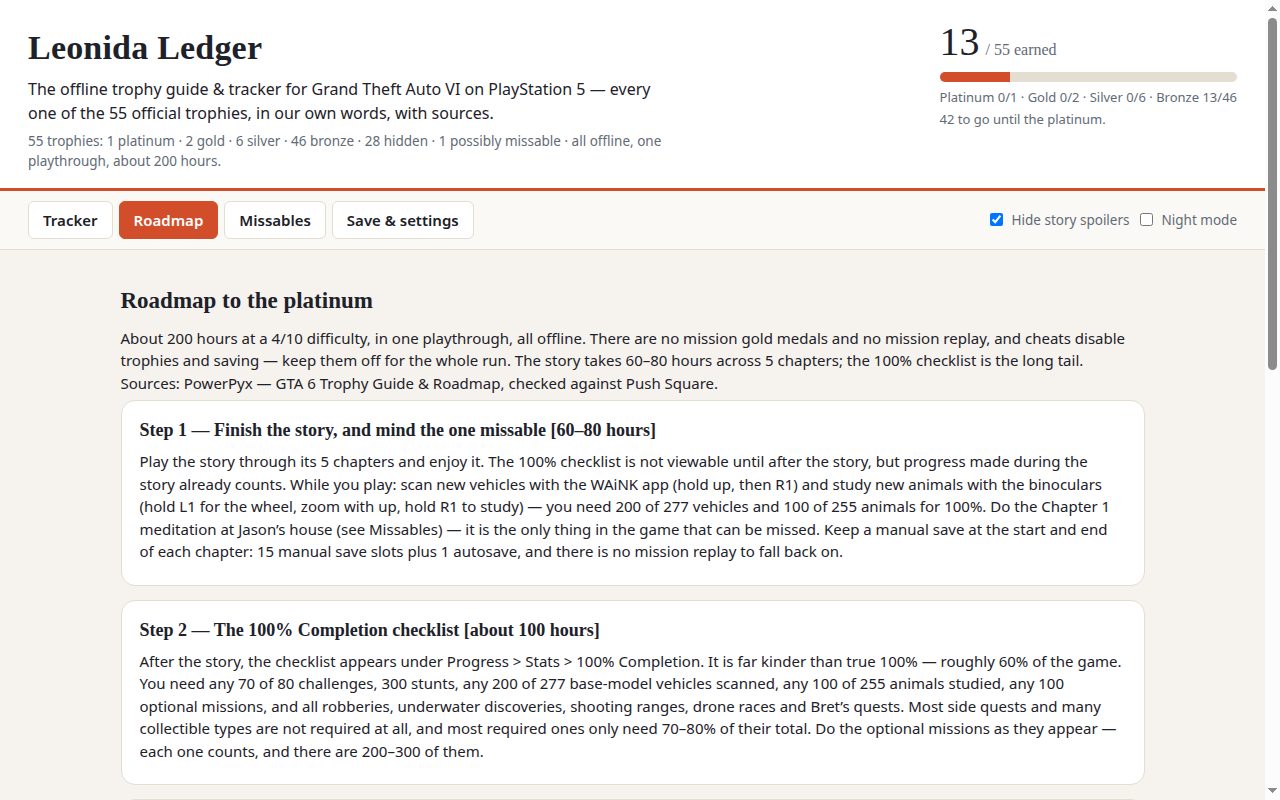 Leonida Ledger
The offline trophy guide & tracker for Grand Theft Auto VI on PlayStation 5 — every
one of the 55 official trophies, in our own words, with sources.
55 trophies: 1 platinum · 2 gold · 6 silver · 46 bronze · 28 hidden · 1 possibly missable · all offline, one
playthrough, about 200 hours.
13 / 55 earned
Platinum 0/1 · Gold 0/2 · Silver 0/6 · Bronze 13/46
42 to go until the platinum.
Tracker Roadmap Missables Save & settings Hide story spoilers Night mode
Roadmap to the platinum
About 200 hours at a 4/10 difficulty, in one playthrough, all offline. There are no mission gold medals and no mission replay, and cheats disable
trophies and saving — keep them off for the whole run. The story takes 60–80 hours across 5 chapters; the 100% checklist is the long tail.
Sources: PowerPyx — GTA 6 Trophy Guide & Roadmap, checked against Push Square.
Step 1 — Finish the story, and mind the one missable [60–80 hours]
Play the story through its 5 chapters and enjoy it. The 100% checklist is not viewable until after the story, but progress made during the
story already counts. While you play: scan new vehicles with the WAiNK app (hold up, then R1) and study new animals with the binoculars
(hold L1 for the wheel, zoom with up, hold R1 to study) — you need 200 of 277 vehicles and 100 of 255 animals for 100%. Do the Chapter 1
meditation at Jason’s house (see Missables) — it is the only thing in the game that can be missed. Keep a manual save at the start and end
of each chapter: 15 manual save slots plus 1 autosave, and there is no mission replay to fall back on.
Step 2 — The 100% Completion checklist [about 100 hours]
After the story, the checklist appears under Progress > Stats > 100% Completion. It is far kinder than true 100% — roughly 60% of the game.
You need any 70 of 80 challenges, 300 stunts, any 200 of 277 base-model vehicles scanned, any 100 of 255 animals studied, any 100
optional missions, and all robberies, underwater discoveries, shooting ranges, drone races and Bret’s quests. Most side quests and many
collectible types are not required at all, and most required ones only need 70–80% of their total. Do the optional missions as they appear —
each one counts, and there are 200–300 of them.